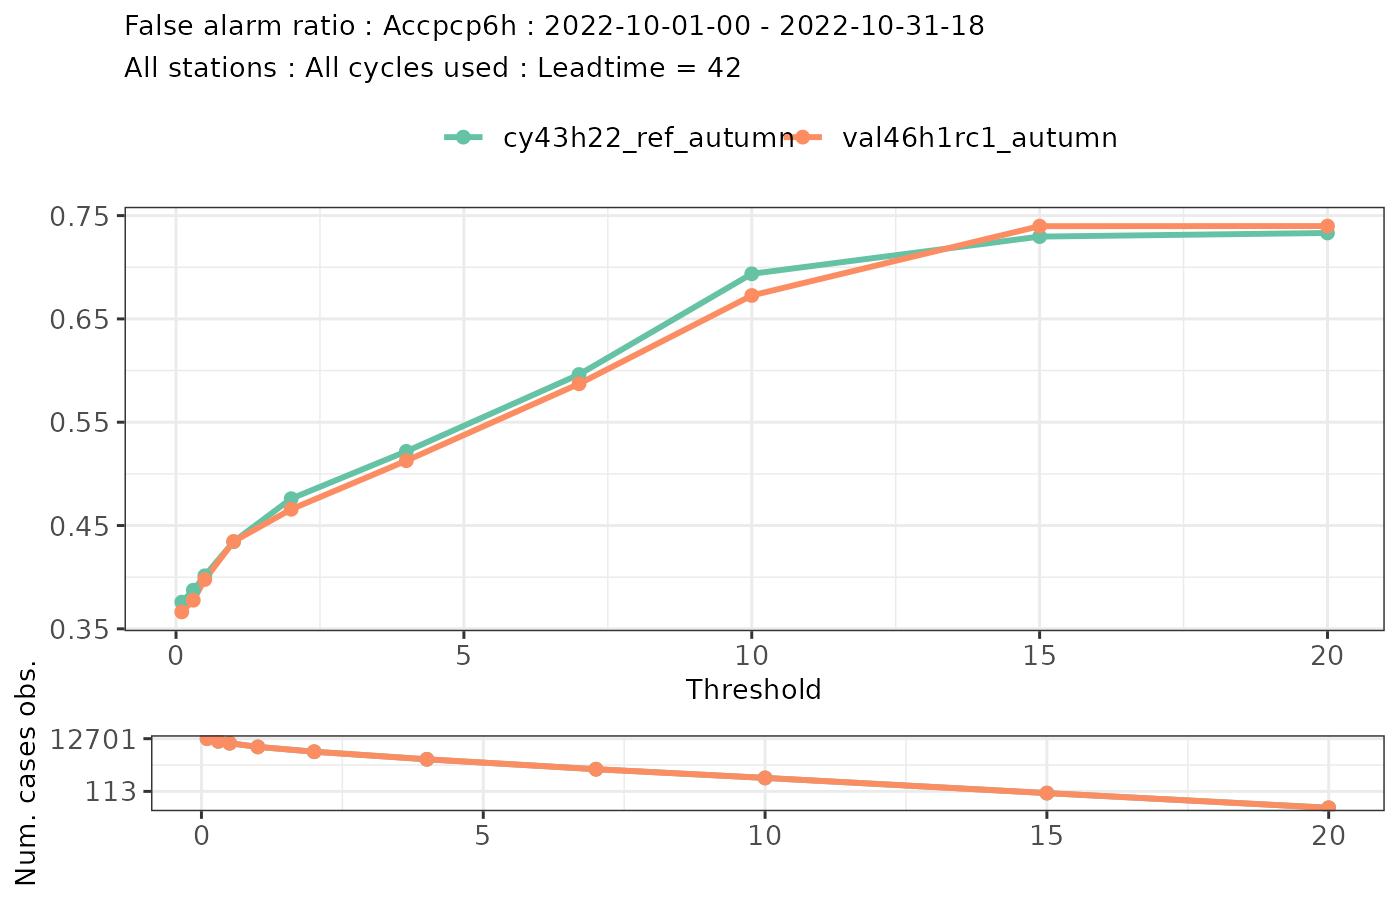 False alarm ratio : Accpcp6h : 2022-10-01-00 - 2022-10-31-18
All stations : All cycles used : Leadtime = 42
cy43h22_ref_autumn val46h1rc1_autumn
0.75
0.65
0.55
0.45
0.35
0 5 10 15 20
Threshold
Num. cases obs.
12701
113
0 5 10 15 20